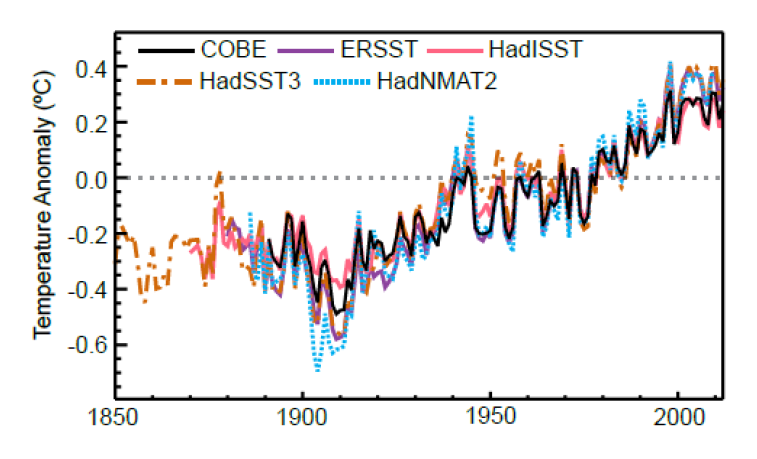 COBE ERSST HadISST
HadSST3 HadNMAT2
Temperature Anomaly (ºC)
0.4
0.2
0.0
-0.2
-0.4
-0.6
1850 1900 1950 2000